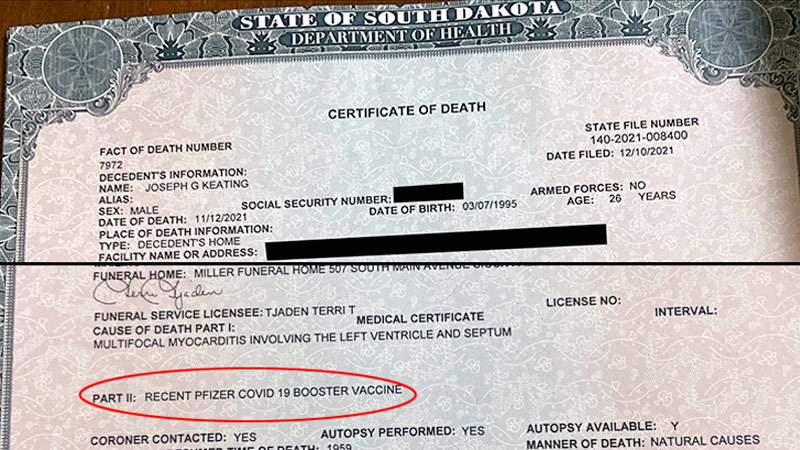 STATE OF SOUTH DAKOTA
DEPARTMENT OF HEALTH
CERTIFICATE OF DEATH
STATE FILE NUMBER
140-2021-008400
FACT OF DEATH NUMBER
7972
DATE FILED: 12/10/2021
DECEDENT'S INFORMATION:
NAME: JOSEPH G KEATING
ALIAS:
SOCIAL SECURITY NUMBER:
ARMED FORCES: NO
SEX: MALE
DATE OF BIRTH: 03/07/1995
AGE: 26 YEARS
DATE OF DEATH: 11/12/2021
PLACE OF DEATH INFORMATION:
TYPE: DECEDENT'S HOME
FACILITY NAME OR ADDRESS:
FUNERAL HOME: MILLER FUNERAL HOME 507 SOUTH MAIN AVENUE
Terri Tjaden
FUNERAL SERVICE LICENSEE: TJADEN TERRI T
LICENSE NO:
MEDICAL CERTIFICATE
INTERVAL:
CAUSE OF DEATH PART I:
MULTIFOCAL MYOCARDITIS INVOLVING THE LEFT VENTRICLE AND SEPTUM
PART II: RECENT PFIZER COVID 19 BOOSTER VACCINE
CORONER CONTACTED: YES AUTOPSY PERFORMED: YES AUTOPSY AVAILABLE: Y
TIME OF DEATH: 1959 MANNER OF DEATH: NATURAL CAUSES